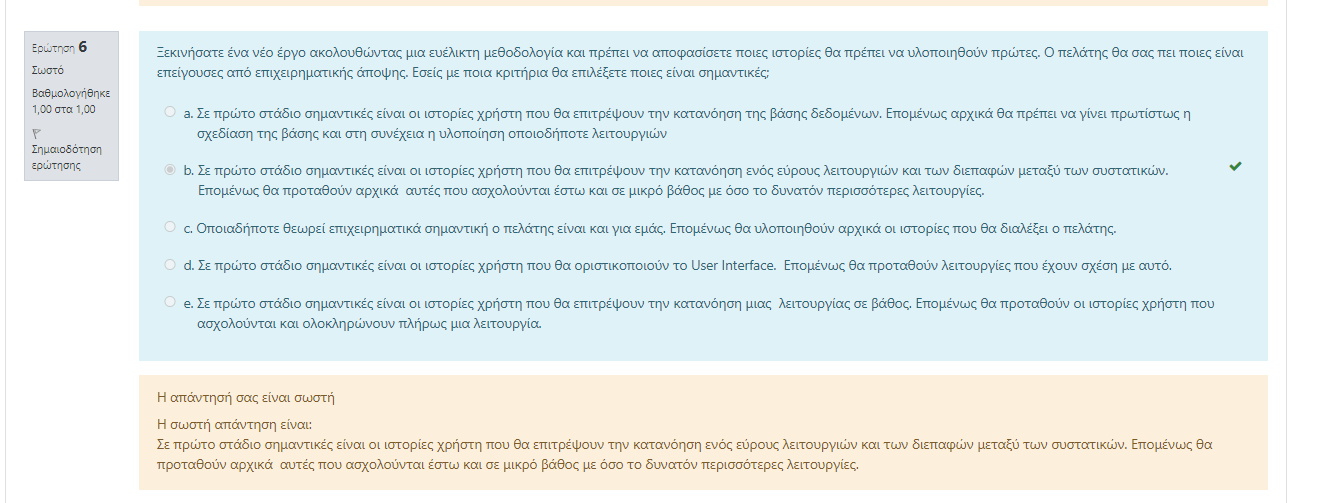 Ερώτηση 6
Σωστό
Βαθμολογήθηκε
1,00 στα 1,00
Σημαιοδότηση
ερώτησης
Ξεκινήσατε ένα νέο έργο ακολουθώντας μια ευέλικτη μεθοδολογία και πρέπει να αποφασίσετε ποιες ιστορίες θα πρέπει να υλοποιηθούν πρώτες. Ο πελάτης θα σας πει ποιες είναι
επείγουσες από επιχειρηματικής άποψης. Εσείς με ποια κριτήρια θα επιλέξετε ποιες είναι σημαντικές;
a. Σε πρώτο στάδιο σημαντικές είναι οι ιστορίες χρήστη που θα επιτρέψουν την κατανόηση της βάσης δεδομένων. Επομένως αρχικά θα πρέπει να γίνει πρωτίστως η
σχεδίαση της βάσης και στη συνέχεια η υλοποίηση οποιοδήποτε λειτουργιών
b. Σε πρώτο στάδιο σημαντικές είναι οι ιστορίες χρήστη που θα επιτρέψουν την κατανόηση ενός εύρους λειτουργιών και των διεπαφών μεταξύ των συστατικών.
Επομένως θα προταθούν αρχικά αυτές που ασχολούνται έστω και σε μικρό βάθος με όσο το δυνατόν περισσότερες λειτουργίες.
c. Οποιαδήποτε θεωρεί επιχειρηματικά σημαντική ο πελάτης είναι και για εμάς. Επομένως θα υλοποιηθούν αρχικά οι ιστορίες που θα διαλέξει ο πελάτης.
d. Σε πρώτο στάδιο σημαντικές είναι οι ιστορίες χρήστη που θα οριστικοποιούν το User Interface. Επομένως θα προταθούν λειτουργίες που έχουν σχέση με αυτό.
e. Σε πρώτο στάδιο σημαντικές είναι οι ιστορίες χρήστη που θα επιτρέψουν την κατανόηση μιας λειτουργίας σε βάθος. Επομένως θα προταθούν οι ιστορίες χρήστη που
ασχολούνται και ολοκληρώνουν πλήρως μια λειτουργία.
Η απάντησή σας είναι σωστή
Η σωστή απάντηση είναι:
Σε πρώτο στάδιο σημαντικές είναι οι ιστορίες χρήστη που θα επιτρέψουν την κατανόηση ενός εύρους λειτουργιών και των διεπαφών μεταξύ των συστατικών. Επομένως θα
προταθούν αρχικά αυτές που ασχολούνται έστω και σε μικρό βάθος με όσο το δυνατόν περισσότερες λειτουργίες.